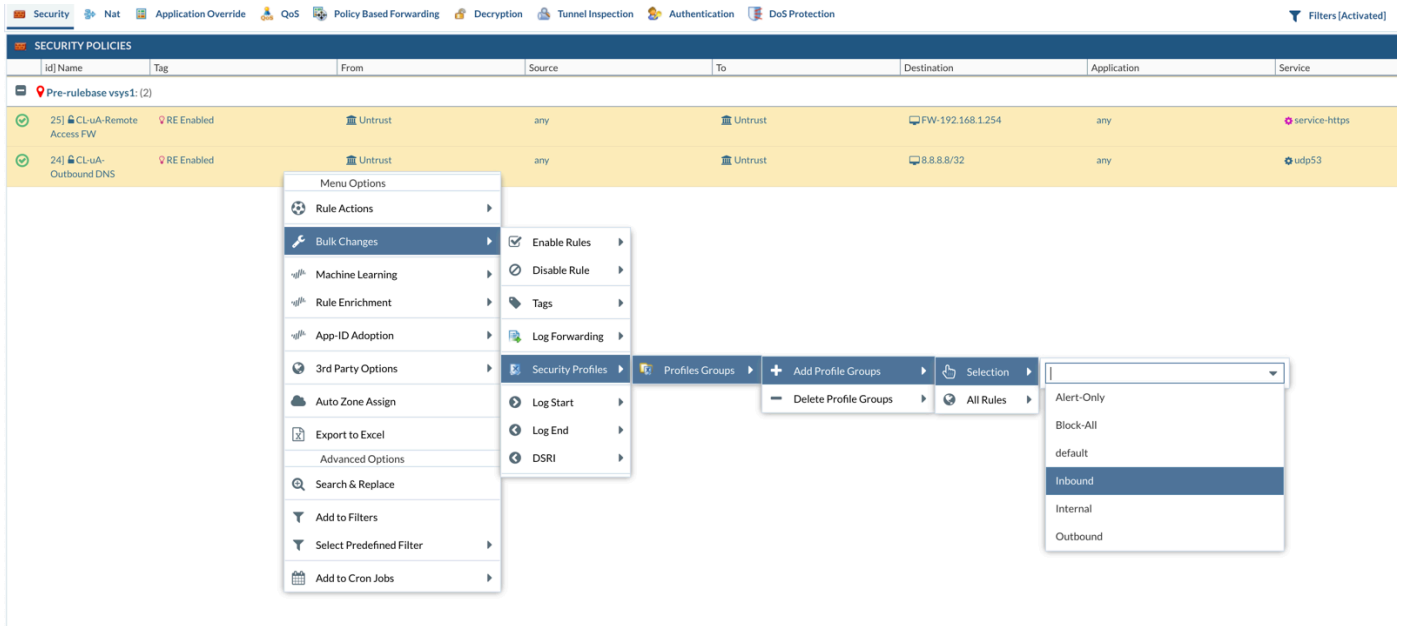 Security Nat Application Override QoS Policy Based Forwarding Decryption Tunnel Inspection Authentication DoS Protection Filters [Activated]
SECURITY POLICIES
id] Name Tag From Source To Destination Application Service
Pre-rulebase vsys1: (2)
25] CL-uA-Remote RE Enabled Untrust any Untrust FW-192.168.1.254 any service-https
Access FW
24] CL-uA- RE Enabled Untrust any Untrust 8.8.8.8/32 any udp53
Outbound DNS
Menu Options
Rule Actions
Bulk Changes
Machine Learning
Rule Enrichment
App-ID Adoption
3rd Party Options
Auto Zone Assign
Export to Excel
Advanced Options
Search & Replace
Add to Filters
Select Predefined Filter
Add to Cron Jobs
Enable Rules
Disable Rule
Tags
Log Forwarding
Security Profiles
Log Start
Log End
DSRI
Profiles Groups
Add Profile Groups
Delete Profile Groups
Selection
All Rules
Alert-Only
Block-All
default
Inbound
Internal
Outbound